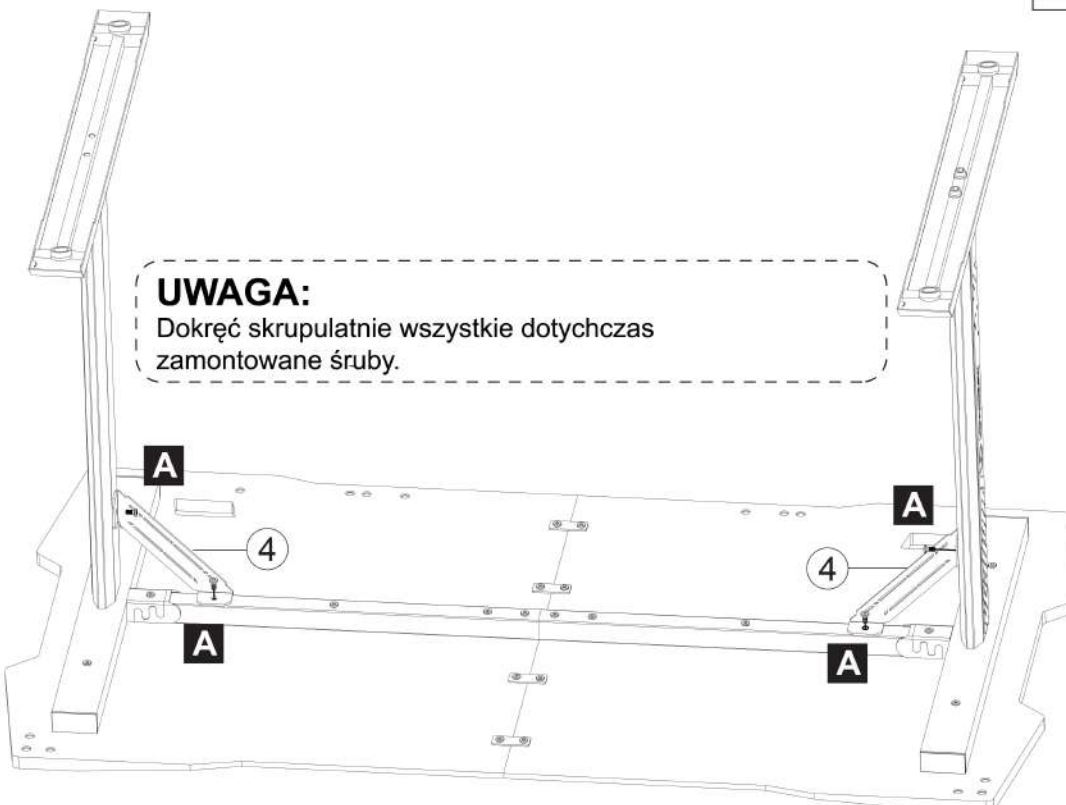 UWAGA:
Dokręć skrupulatnie wszystkie dotychczas
zamontowane śruby.
A
A
4
4
A
A